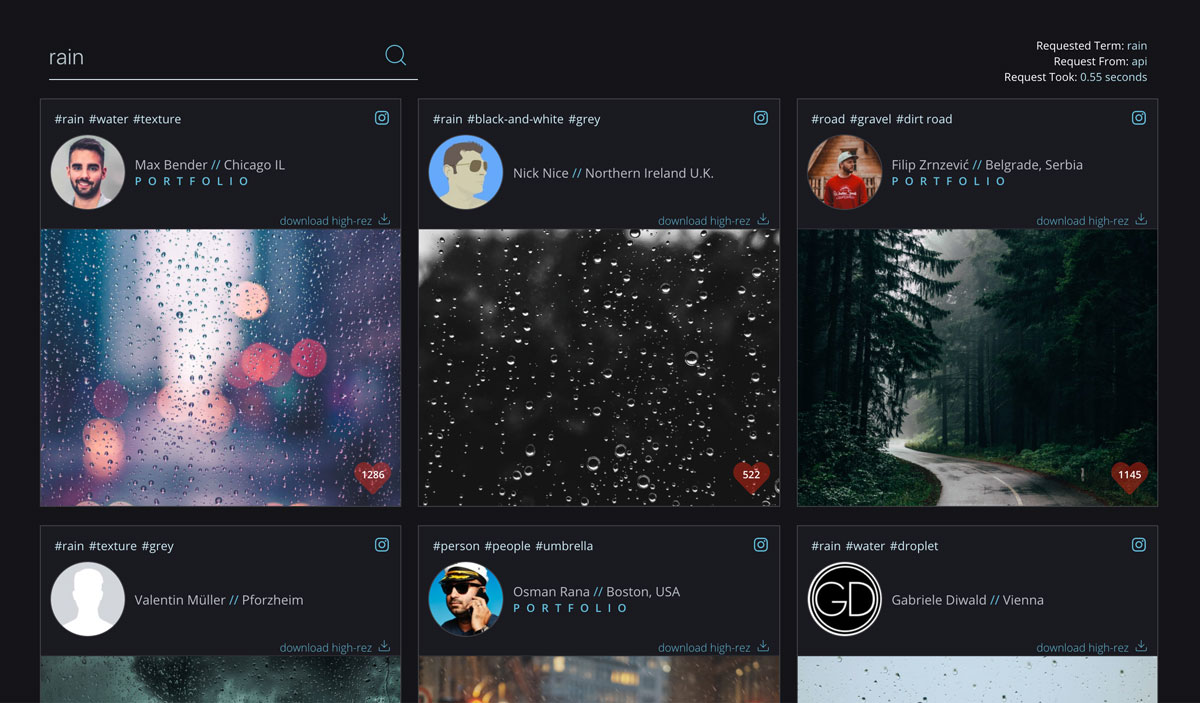 rain
Requested Term: rain
Request From: api
Request Took: 0.55 seconds
#rain #water #texture
Max Bender // Chicago IL
PORTFOLIO
download high-rez
1286
#rain #black-and-white #grey
Nick Nice // Northern Ireland U.K.
download high-rez
522
#road #gravel #dirt road
Filip Zrnzević // Belgrade, Serbia
PORTFOLIO
download high-rez
1145
#rain #texture #grey
Valentin Müller // Pforzheim
download high-rez
#person #people #umbrella
Osman Rana // Boston, USA
PORTFOLIO
download high-rez
#rain #water #droplet
GD
Gabriele Diwald // Vienna
download high-rez